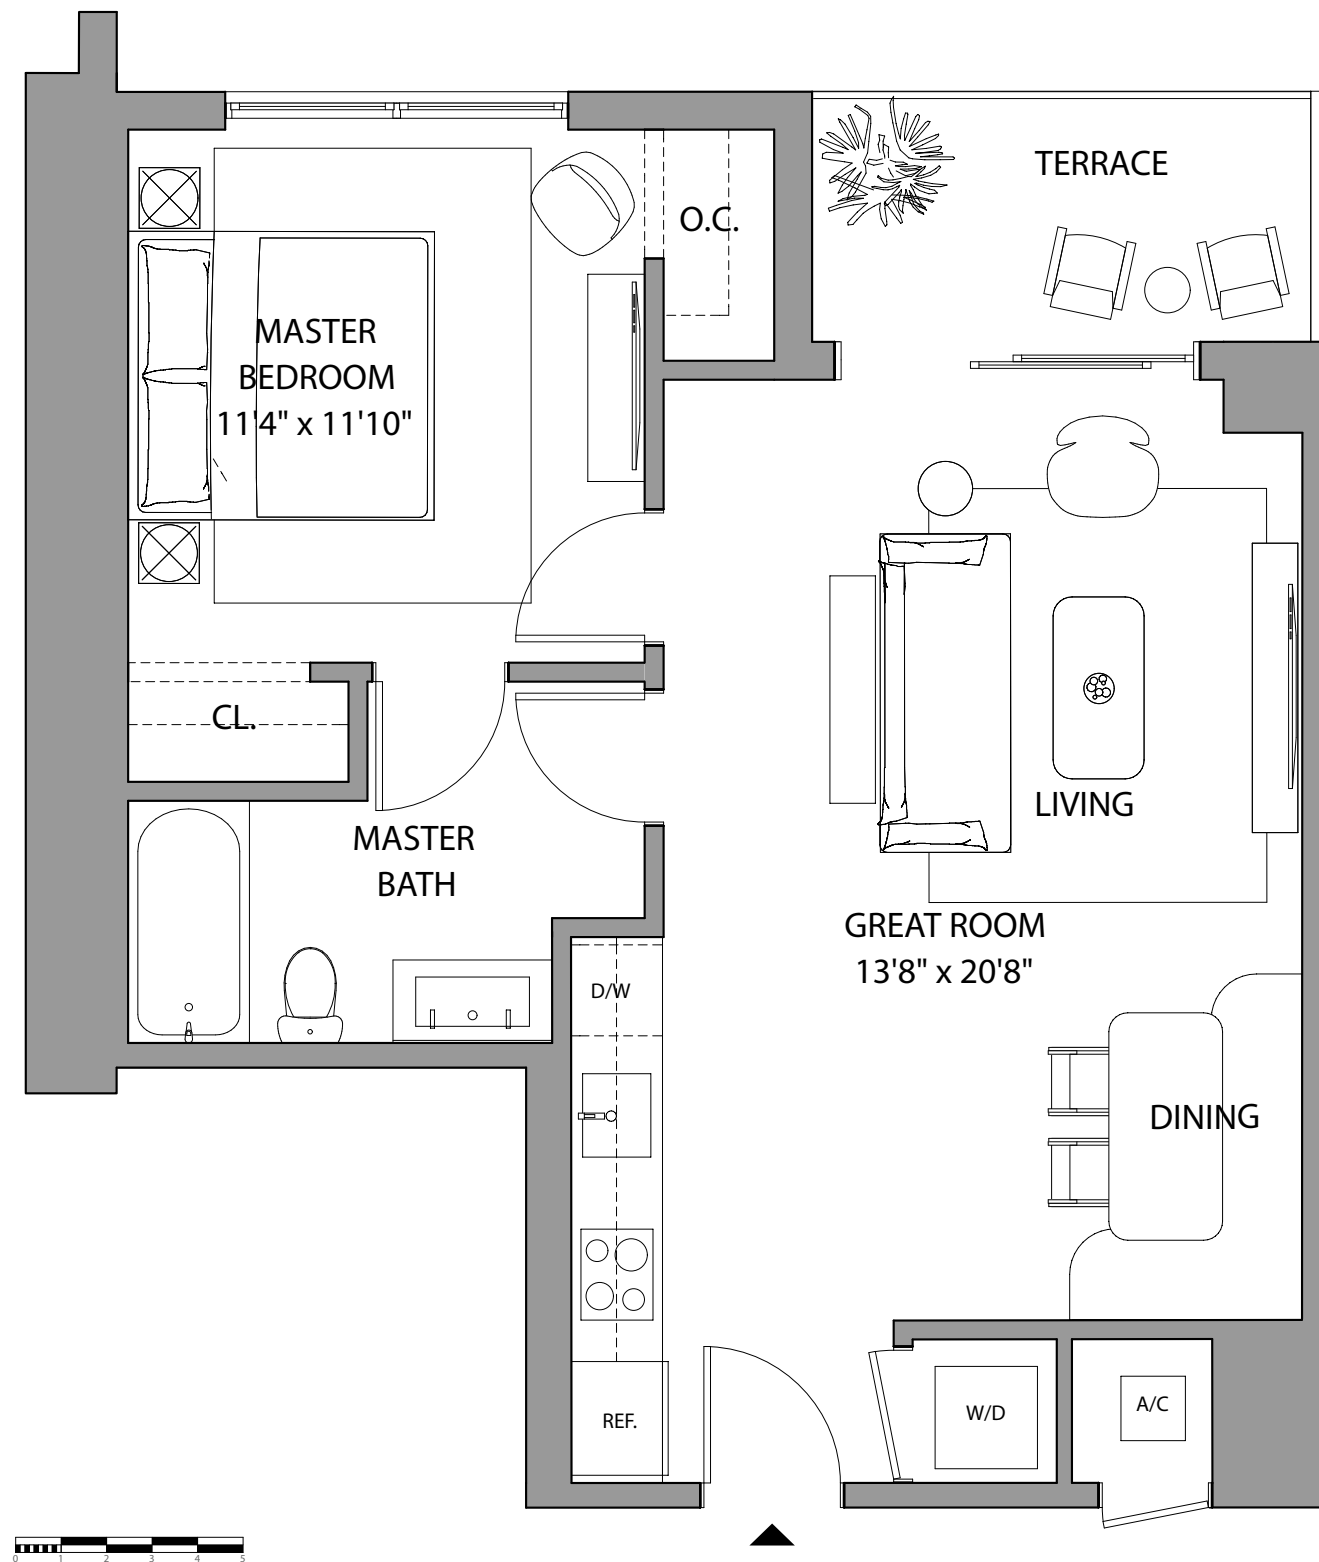 TERRACE
O.C.
MASTER
BEDROOM
11'4" x 11'10"
CL.
LIVING
MASTER
BATH
GREAT ROOM
13'8" x 20'8"
D/W
DINING
REF.
W/D
A/C
0 1 2 3 4 5